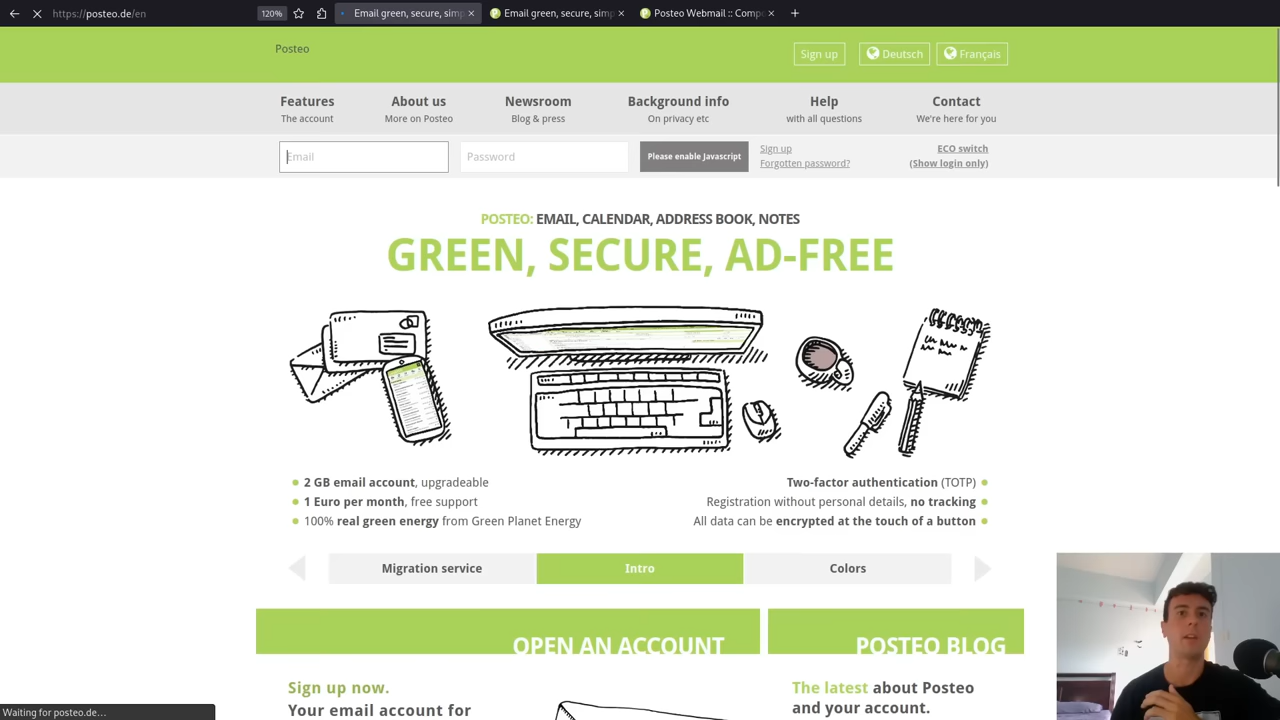 https://posteo.de/en
120%
Email green, secure, simp
Email green, secure, simp
Posteo Webmail :: Compo
Posteo
Sign up
Deutsch
Français
Features
The account
About us
More on Posteo
Newsroom
Blog & press
Background info
On privacy etc
Help
with all questions
Contact
We're here for you
Email
Password
Please enable Javascript
Sign up
Forgotten password?
ECO switch
(Show login only)
POSTEO: EMAIL, CALENDAR, ADDRESS BOOK, NOTES
GREEN, SECURE, AD-FREE
2 GB email account, upgradeable
1 Euro per month, free support
100% real green energy from Green Planet Energy
Two-factor authentication (TOTP)
Registration without personal details, no tracking
All data can be encrypted at the touch of a button
Migration service
Intro
Colors
OPEN AN ACCOUNT
POSTEO BLOG
Sign up now.
Your email account for
The latest about Posteo
and your account.
Waiting for posteo.de...